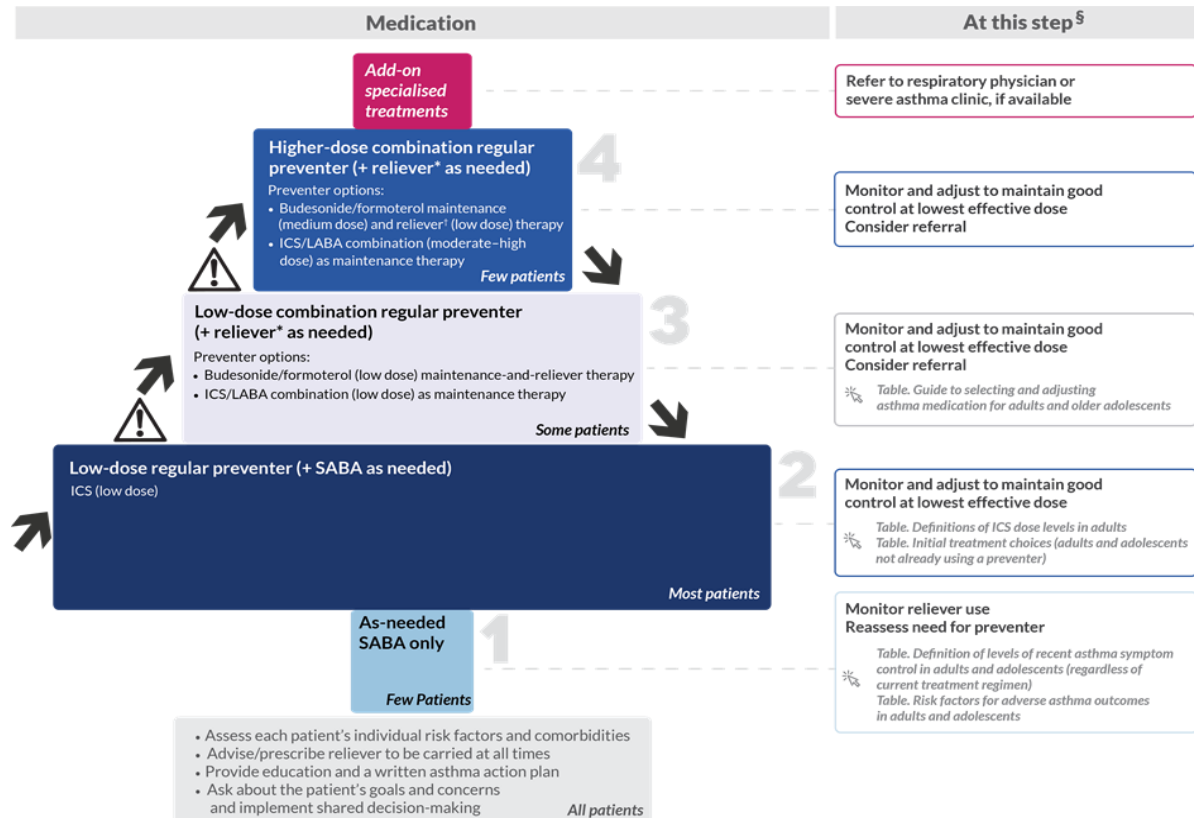 Medication
At this step §
Add-on
specialised
treatments
Refer to respiratory physician or
severe asthma clinic, if available
4
Higher-dose combination regular
preventer (+ reliever* as needed)
Preventer options:
• Budesonide/formoterol maintenance
(medium dose) and reliever† (low dose) therapy
• ICS/LABA combination (moderate–high
dose) as maintenance therapy
Few patients
Monitor and adjust to maintain good
control at lowest effective dose
Consider referral
3
Low-dose combination regular preventer
(+ reliever* as needed)
Preventer options:
• Budesonide/formoterol (low dose) maintenance-and-reliever therapy
• ICS/LABA combination (low dose) as maintenance therapy
Some patients
Monitor and adjust to maintain good
control at lowest effective dose
Consider referral
Table. Guide to selecting and adjusting
asthma medication for adults and older adolescents
2
Low-dose regular preventer (+ SABA as needed)
ICS (low dose)
Most patients
Monitor and adjust to maintain good
control at lowest effective dose
Table. Definitions of ICS dose levels in adults
Table. Initial treatment choices (adults and adolescents
not already using a preventer)
1
As-needed
SABA only
Few Patients
Monitor reliever use
Reassess need for preventer
Table. Definition of levels of recent asthma symptom
control in adults and adolescents (regardless of
current treatment regimen)
Table. Risk factors for adverse asthma outcomes
in adults and adolescents
• Assess each patient's individual risk factors and comorbidities
• Advise/prescribe reliever to be carried at all times
• Provide education and a written asthma action plan
• Ask about the patient's goals and concerns
and implement shared decision-making
All patients